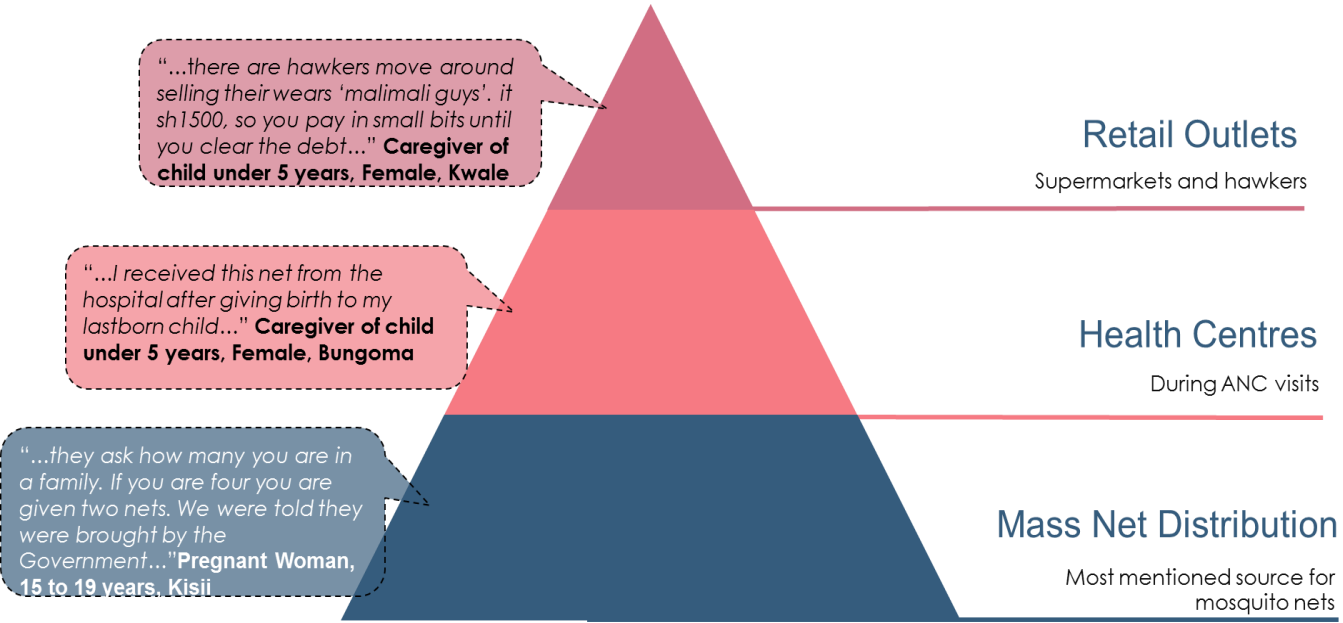 “...there are hawkers move around
selling their wears ‘malimali guys’. it
sh1500, so you pay in small bits until
you clear the debt...” Caregiver of
child under 5 years, Female, Kwale
Retail Outlets
Supermarkets and hawkers
“...I received this net from the
hospital after giving birth to my
lastborn child...” Caregiver of child
under 5 years, Female, Bungoma
Health Centres
During ANC visits
“...they ask how many you are in
a family. If you are four you are
given two nets. We were told they
were brought by the
Government...”Pregnant Woman,
15 to 19 years, Kisii
Mass Net Distribution
Most mentioned source for
mosquito nets